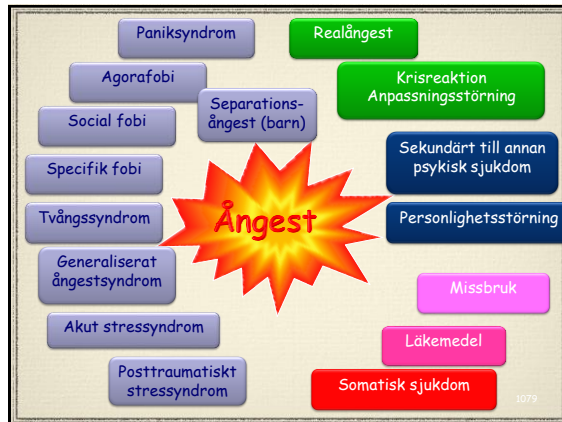 Paniksyndrom
Realångest
Agorafobi
Krisreaktion
Anpassningsstörning
Separations-
ångest (barn)
Social fobi
Sekundärt till annan
psykisk sjukdom
Specifik fobi
Ångest
Tvångssyndrom
Personlighetsstörning
Generaliserat
ångestsyndrom
Missbruk
Akut stressyndrom
Läkemedel
Posttraumatiskt
stressyndrom
Somatisk sjukdom
1079